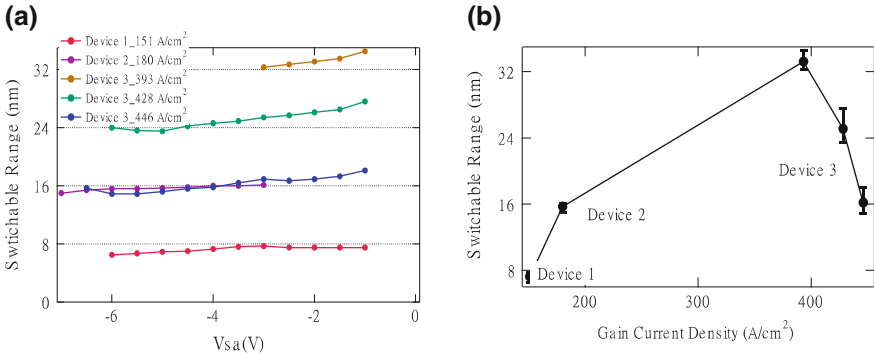 (a)
Device 1_151 A/cm²
Device 2_180 A/cm²
Device 3_393 A/cm²
Device 3_428 A/cm²
Device 3_446 A/cm²
Swtichable Range (nm)
32
24
16
8
0
-6
-4
-2
0
Vsa(V)
(b)
Switchable Range (nm)
32
24
16
8
Device 1
Device 2
Device 3
200
300
400
Gain Current Density (A/cm²)